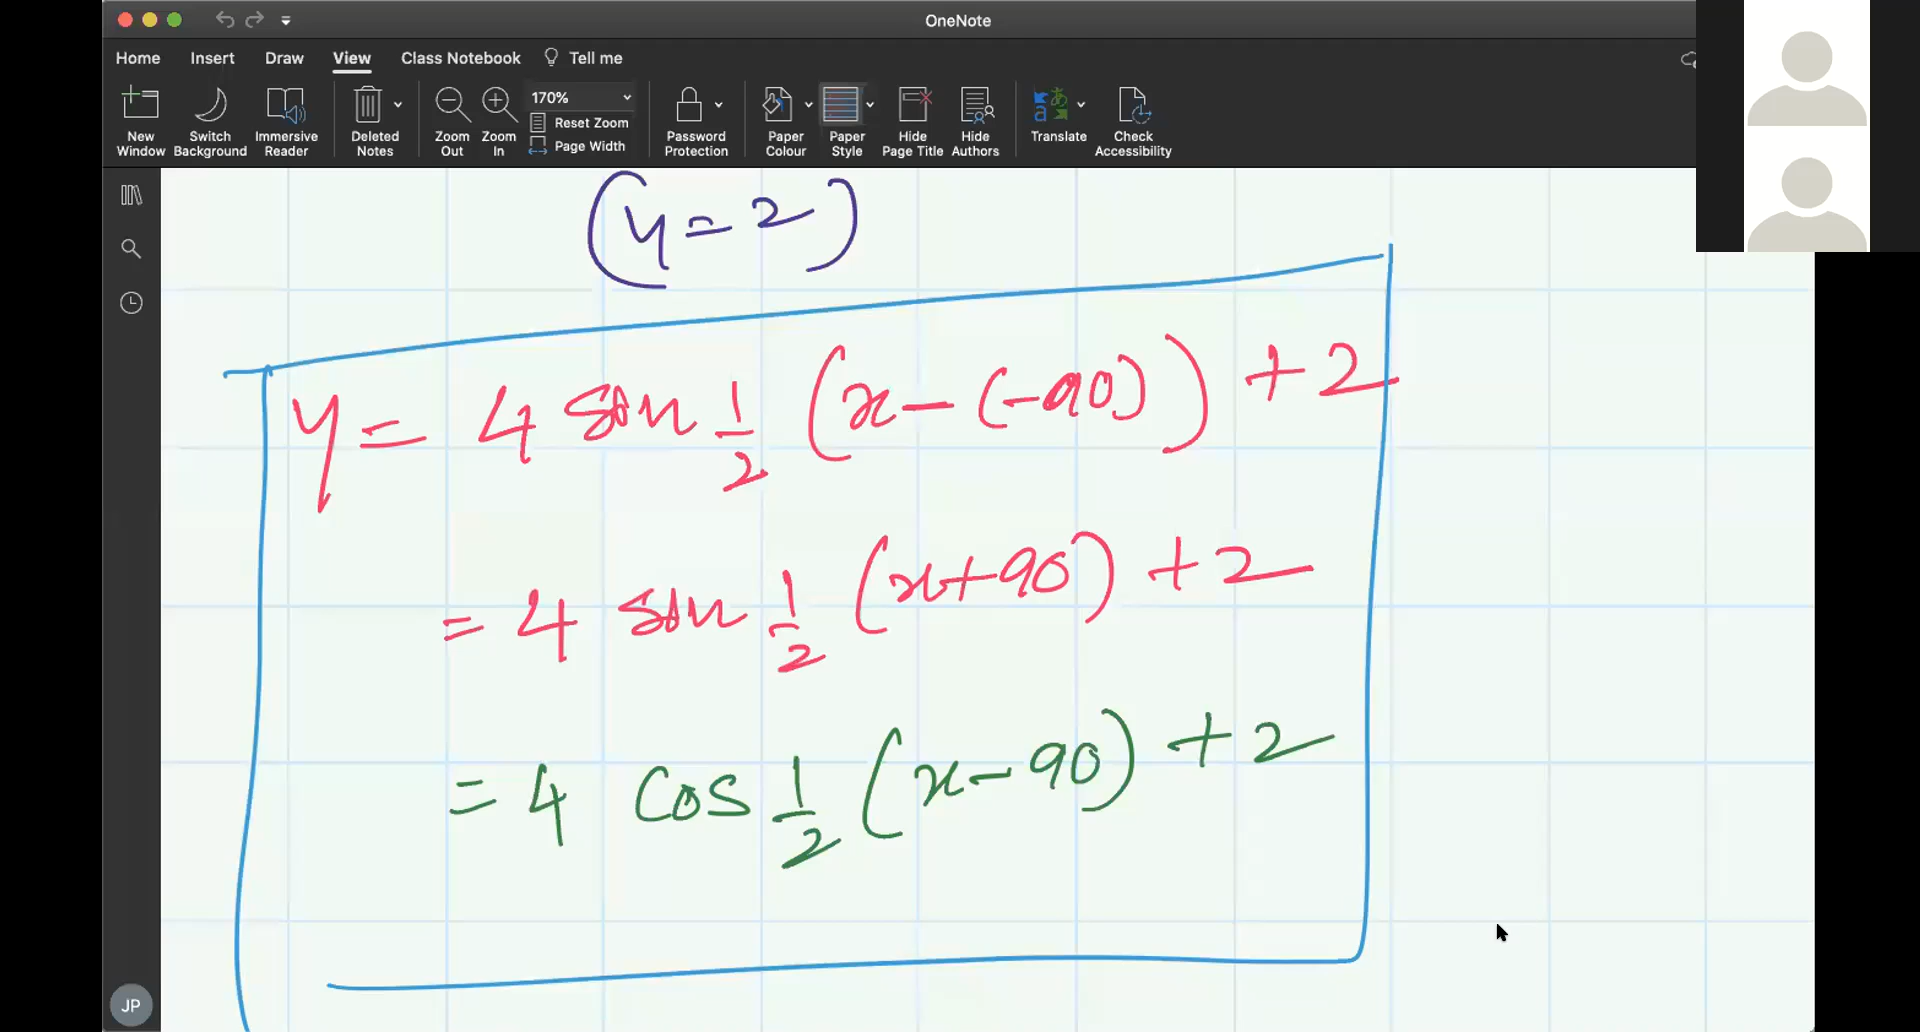 OneNote
Home Insert Draw View Class Notebook Tell me
New Window
Switch Background
Immersive Reader
Deleted Notes
Zoom Out
Zoom In
170%
Reset Zoom
Page Width
Password Protection
Paper Colour
Paper Style
Hide Page Title
Hide Authors
Translate
Check Accessibility
(y = 2)
y = 4 sin 1/2 (x - (-90)) + 2
= 4 sin 1/2 (x + 90) + 2
= 4 cos 1/2 (x - 90) + 2
JP